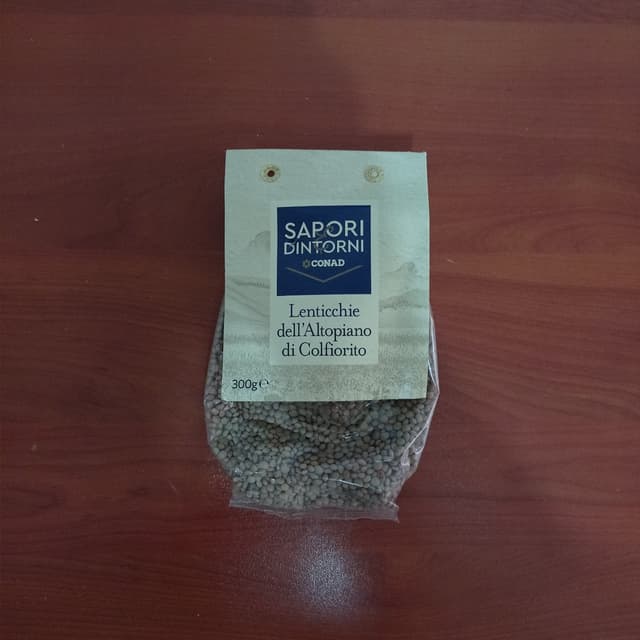 SAPORI
DINTORNI
CONAD
Lenticchie
dell'Altopiano
di Colfiorito
300g℮